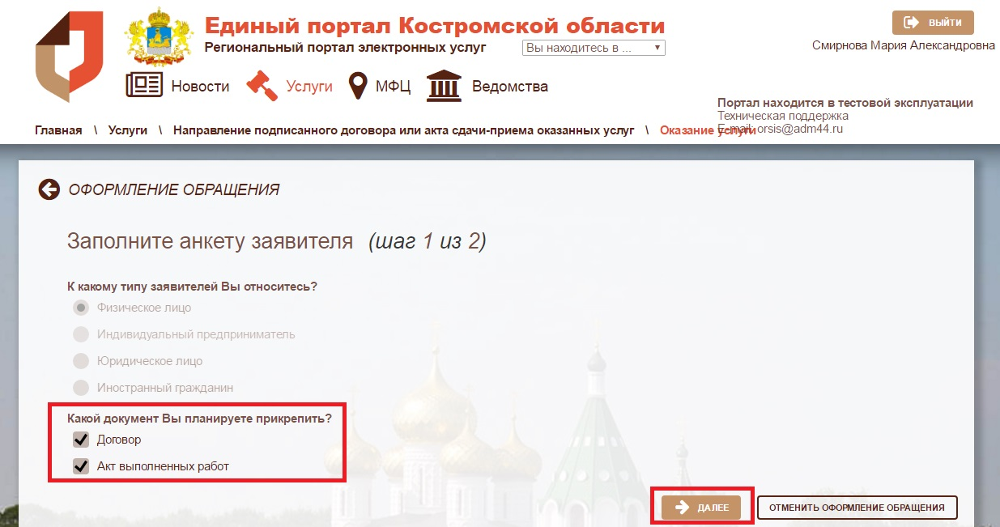 Единый портал Костромской области
Региональный портал электронных услуг
Вы находитесь в ...
ВЫЙТИ
Смирнова Мария Александровна
Новости
Услуги
МФЦ
Ведомства
Портал находится в тестовой эксплуатации
Техническая поддержка
E-mail: orsis@adm44.ru
Главная \ Услуги \ Направление подписанного договора или акта сдачи-приема оказанных услуг \ Оказание услуги
ОФОРМЛЕНИЕ ОБРАЩЕНИЯ
Заполните анкету заявителя (шаг 1 из 2)
К какому типу заявителей Вы относитесь?
Физическое лицо
Индивидуальный предприниматель
Юридическое лицо
Иностранный гражданин
Какой документ Вы планируете прикрепить?
Договор
Акт выполненных работ
ДАЛЕЕ
ОТМЕНИТЬ ОФОРМЛЕНИЕ ОБРАЩЕНИЯ